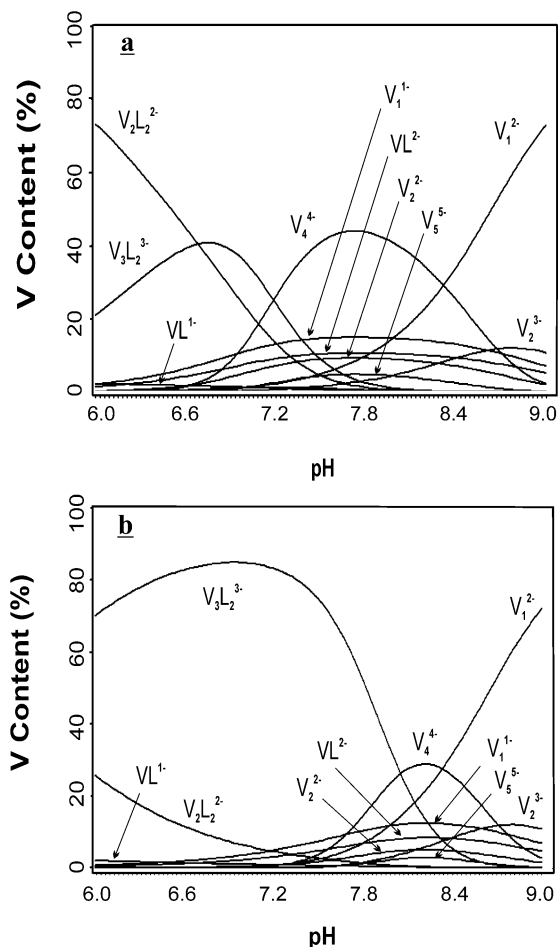 100
a
V₁¹⁻
V₂L₂²⁻
VL²⁻
V₁²⁻
80
V₂²⁻
60
V₄⁴⁻
V₅⁵⁻
V₃L₂³⁻
40
VL¹⁻
V₂³⁻
20
0
V Content (%)
6.0 6.6 7.2 7.8 8.4 9.0
pH
100
b
V₃L₂³⁻
V₁²⁻
80
60
40
V₄⁴⁻
VL²⁻
V₁¹⁻
VL¹⁻
V₂²⁻
V₅⁵⁻
V₂L₂²⁻
V₂³⁻
20
0
V Content (%)
6.0 6.6 7.2 7.8 8.4 9.0
pH